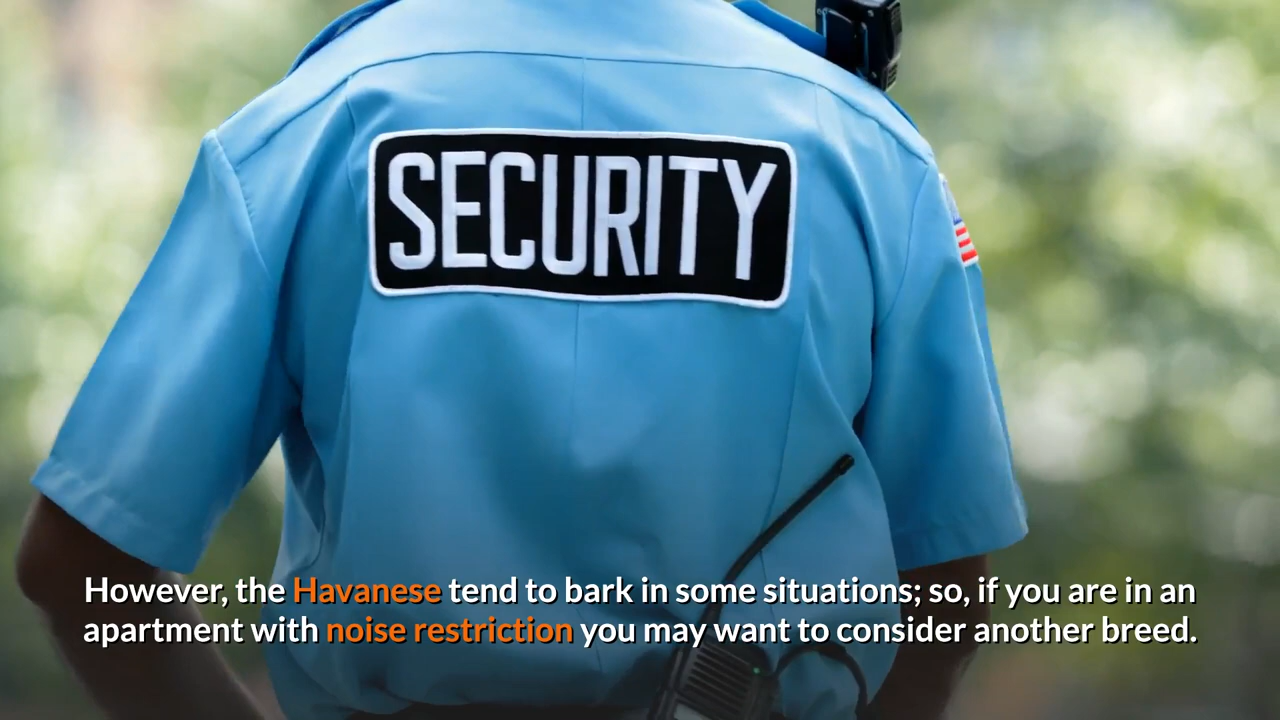 SECURITY
However, the Havanese tend to bark in some situations; so, if you are in an
apartment with noise restriction you may want to consider another breed.